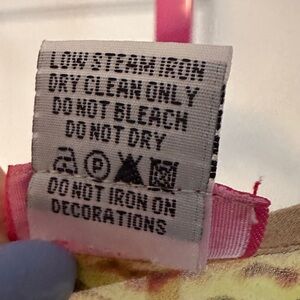 LOW STEAM IRON
DRY CLEAN ONLY
DO NOT BLEACH
DO NOT DRY
DO NOT IRON ON
DECORATIONS